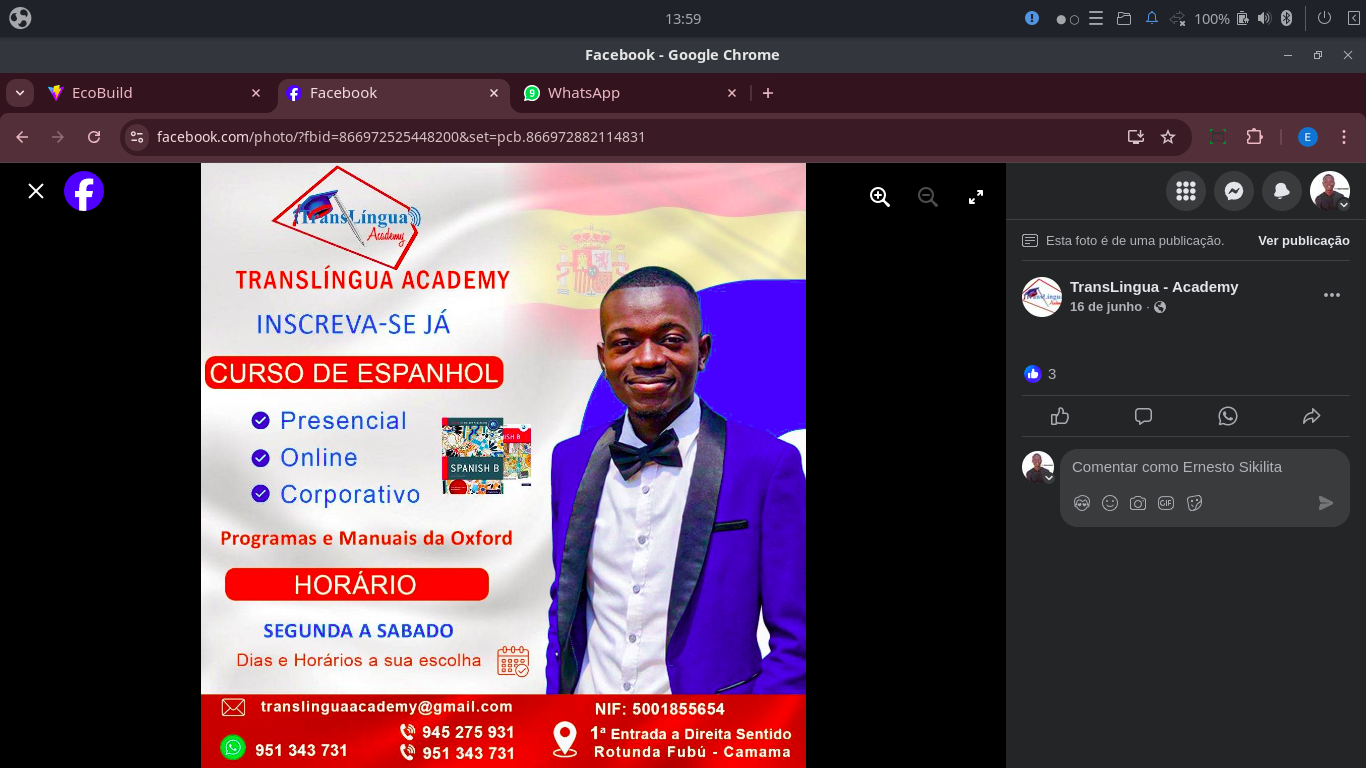 13:59
100%
Facebook - Google Chrome
EcoBuild
Facebook
WhatsApp
facebook.com/photo/?fbid=866972525448200&set=pcb.866972882114831
E
TransLíngua
Academy
TRANSLÍNGUA ACADEMY
INSCREVA-SE JÁ
CURSO DE ESPANHOL
Presencial
Online
Corporativo
SPANISH B
Programas e Manuais da Oxford
HORÁRIO
SEGUNDA A SABADO
Dias e Horários a sua escolha
translinguaacademy@gmail.com
951 343 731
945 275 931
951 343 731
NIF: 5001855654
1ª Entrada a Direita Sentido
Rotunda Fubú - Camama
Esta foto é de uma publicação.
Ver publicação
TransLingua - Academy
16 de junho ·
3
Comentar como Ernesto Sikilita
GIF